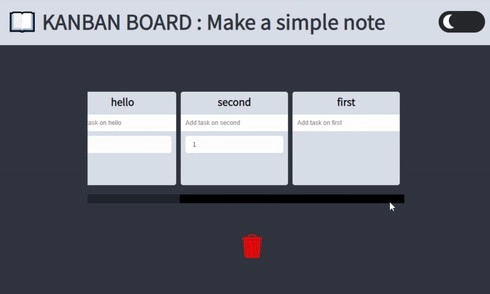 KANBAN BOARD : Make a simple note
hello second first
ask on hello Add task on second Add task on first
1